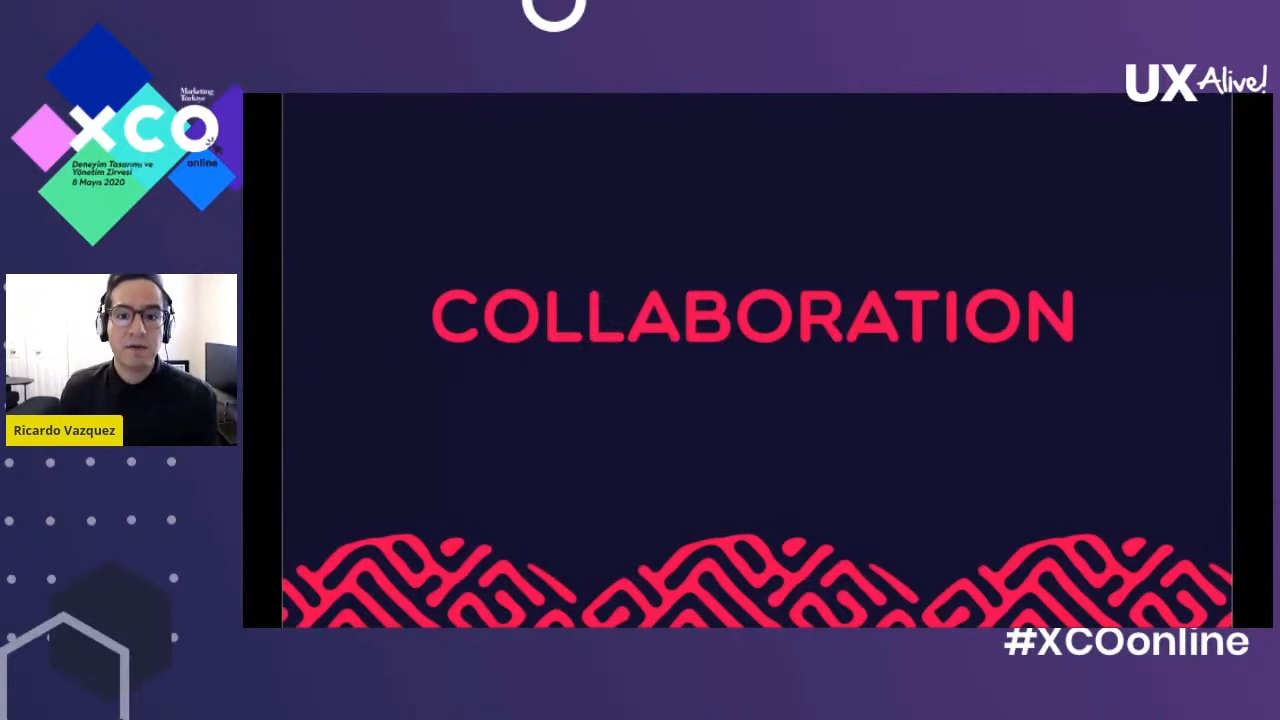 UX Alive!
Marketing
Türkiye
XCO
online
Deneyim Tasarımı ve
Yönetim Zirvesi
8 Mayıs 2020
COLLABORATION
Ricardo Vazquez
#XCOonline